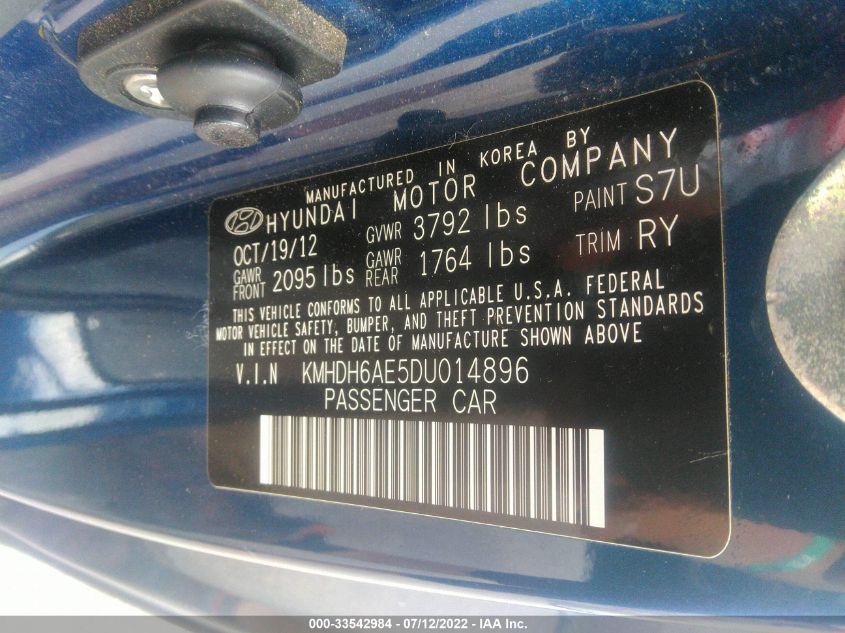 MANUFACTURED IN KOREA BY
HYUNDAI MOTOR COMPANY
OCT/19/12 GVWR 3792 lbs PAINT S7U
GAWR FRONT 2095 lbs GAWR REAR 1764 lbs TRIM RY
THIS VEHICLE CONFORMS TO ALL APPLICABLE U.S.A. FEDERAL
MOTOR VEHICLE SAFETY, BUMPER, AND THEFT PREVENTION STANDARDS
IN EFFECT ON THE DATE OF MANUFACTURE SHOWN ABOVE
V.I.N KMHDH6AE5DU014896
PASSENGER CAR
000-33542984 - 07/12/2022 - IAA Inc.